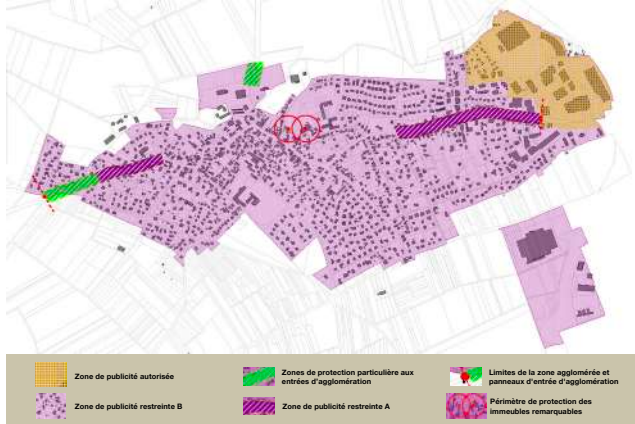 Zone de publicité autorisée
Zones de protection particulière aux
entrées d'agglomération
Limites de la zone agglomérée et
panneaux d'entrée d'agglomération
Zone de publicité restreinte B
Zone de publicité restreinte A
Périmètre de protection des
immeubles remarquables